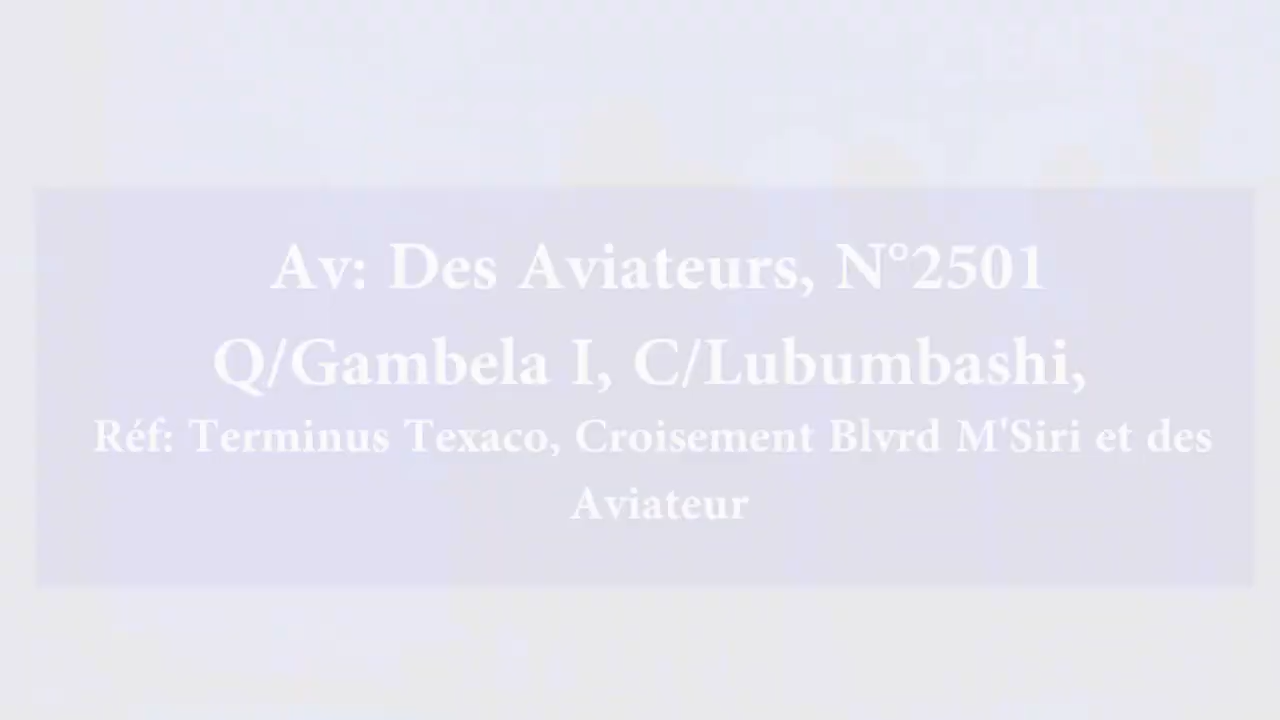 Av: Des Aviateurs, N°2501
Q/Gambela I, C/Lubumbashi,
Réf: Terminus Texaco, Croisement Blvrd M'Siri et des
Aviateur